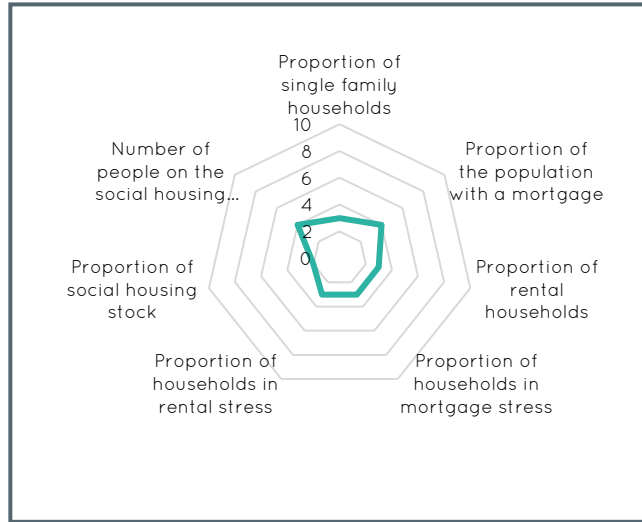 Proportion of
single family
households
10
8
6
4
2
0
Proportion of
the population
with a mortgage
Proportion of
rental
households
Proportion of
households in
mortgage stress
Proportion of
households in
rental stress
Proportion of
social housing
stock
Number of
people on the
social housing...